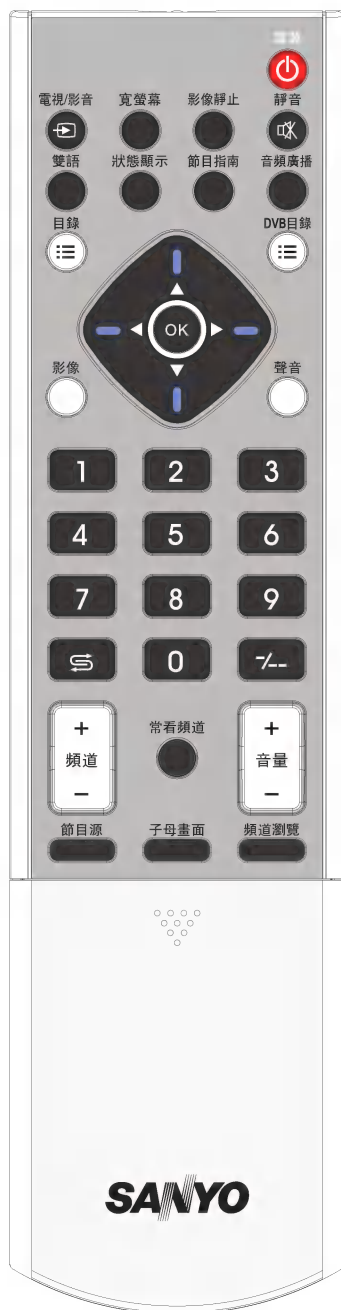 電視/影音 寬螢幕 影像靜止 靜音
雙語 狀態顯示 節目指南 音頻廣播
目錄 DVB目錄
OK
影像 聲音
1 2 3
4 5 6
7 8 9
0 -/--
+ 常看頻道 +
頻道 音量
− −
節目源 子母畫面 頻道瀏覽
SANYO